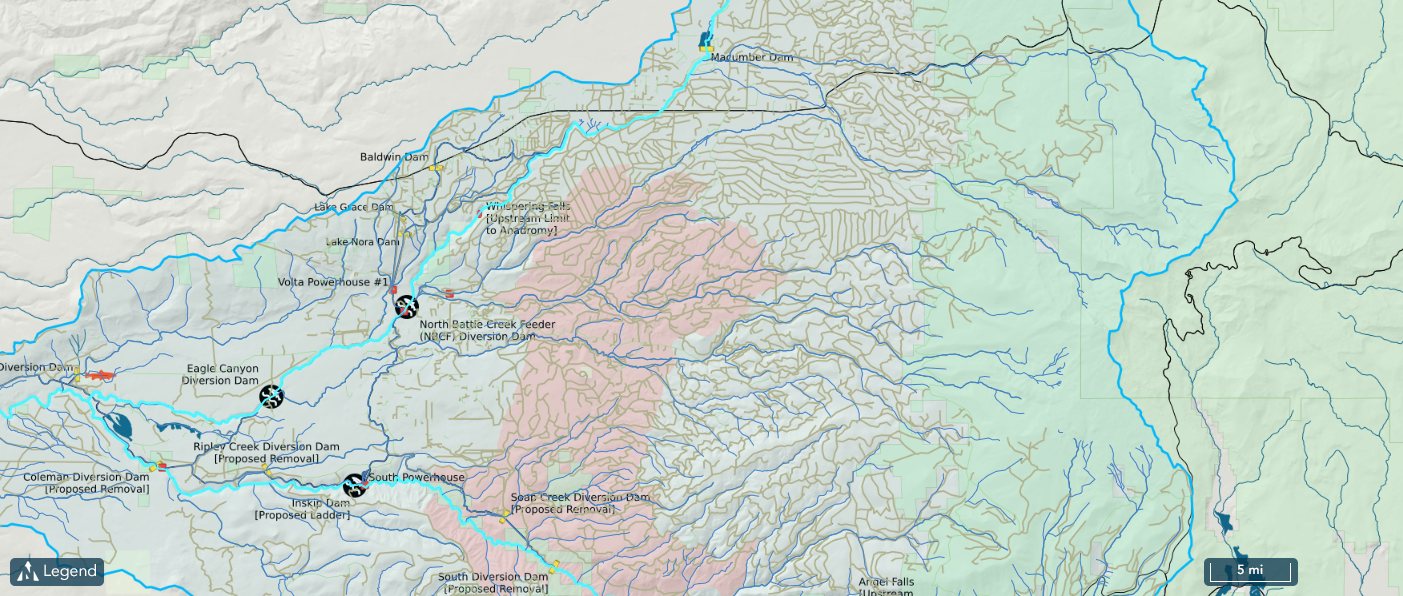 Macumber Dam
Baldwin Dam
Lake Grace Dam
Whispering Falls
[Upstream Limit
to Anadromy]
Lake Nora Dam
Volta Powerhouse #1
North Battle Creek Feeder
(NBCF) Diversion Dam
Diversion Dam
Eagle Canyon
Diversion Dam
Ripley Creek Diversion Dam
[Proposed Removal]
Coleman Diversion Dam
[Proposed Removal]
South Powerhouse
Inskip Dam
[Proposed Ladder]
Soap Creek Diversion Dam
[Proposed Removal]
South Diversion Dam
[Proposed Removal]
Angel Falls
[Upstream
Legend
5 mi